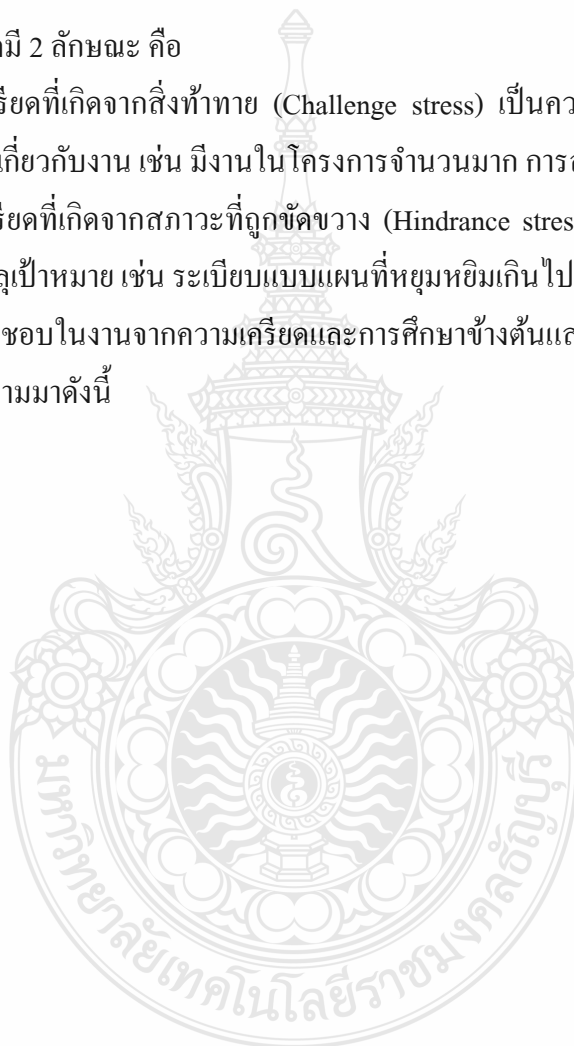 มี 2 ลักษณะ คือ
รียดที่เกิดจากสิ่งท้าทาย (Challenge stress) เป็นคว
เกี่ยวกับงาน เช่น มีงานในโครงการจำนวนมาก การ
รียดที่เกิดจากสภาวะที่ถูกขัดขวาง (Hindrance stres
ลุเป้าหมาย เช่น ระเบียบแบบแผนที่หยุมหยิมเกินไป
ชอบในงานจากความเครียดและการศึกษาข้างต้นแล
ามมาดังนี้
มหาวิทยาลัยเทคโนโลยีราชมงคลธัญบุรี